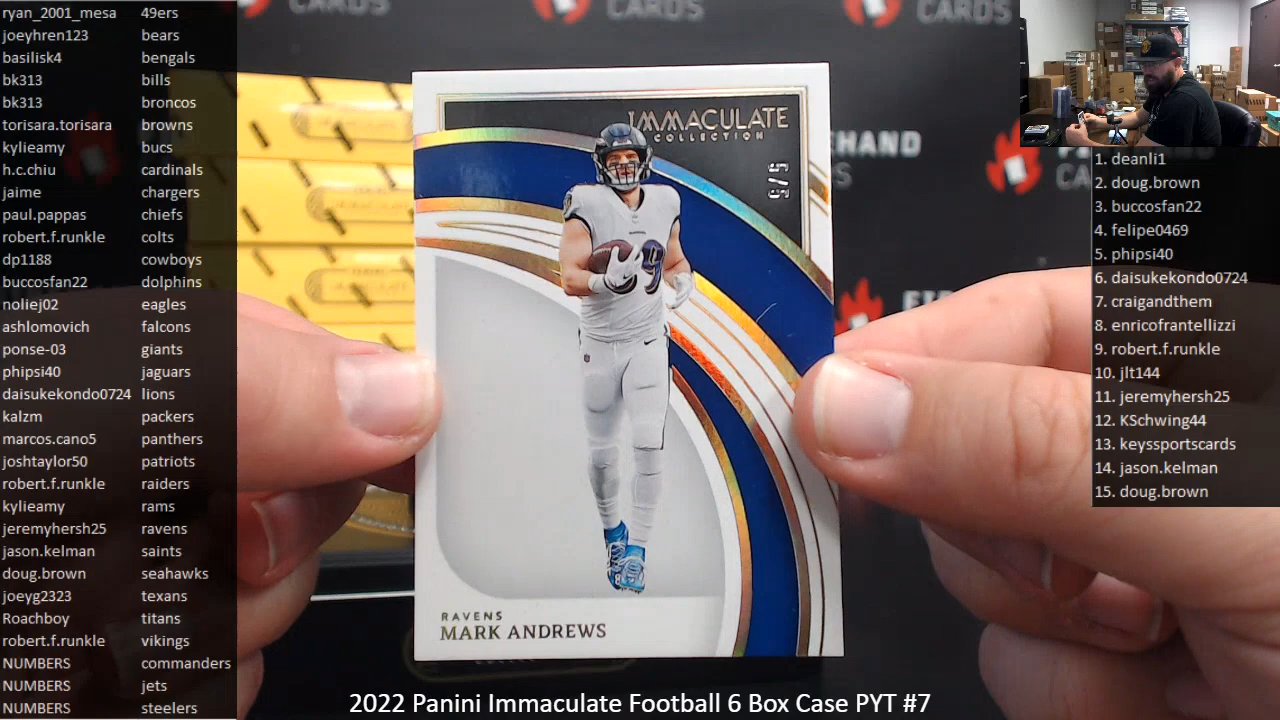 ryan_2001_mesa 49ers
joeyhren123 bears
basilisk4 bengals
bk313 bills
bk313 broncos
torisara.torisara browns
kylieamy bucs
h.c.chiu cardinals
jaime chargers
paul.pappas chiefs
robert.f.runkle colts
dp1188 cowboys
buccosfan22 dolphins
noliej02 eagles
ashlomovich falcons
ponse-03 giants
phipsi40 jaguars
daisukekondo0724 lions
kalzm packers
marcos.cano5 panthers
joshtaylor50 patriots
robert.f.runkle raiders
kylieamy rams
jeremyhersh25 ravens
jason.kelman saints
doug.brown seahawks
joeyg2323 texans
Roachboy titans
robert.f.runkle vikings
NUMBERS commanders
NUMBERS jets
NUMBERS steelers
CARDS
CARDS
IMMACULATE
COLLECTION
5/5
89
RAVENS
MARK ANDREWS
1. deanli1
2. doug.brown
3. buccosfan22
4. felipe0469
5. phipsi40
6. daisukekondo0724
7. craigandthem
8. enricofrantellizzi
9. robert.f.runkle
10. jlt144
11. jeremyhersh25
12. KSchwing44
13. keyssportscards
14. jason.kelman
15. doug.brown
2022 Panini Immaculate Football 6 Box Case PYT #7